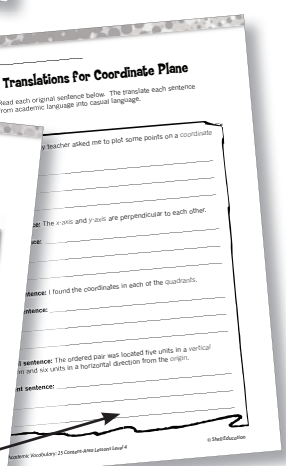 Translations for Coordinate Plane
Read each original sentence below. The translate each sentence
from academic language into casual language.
y teacher asked me to plot some points on a coordinate
ce: The x-axis and y-axis are perpendicular to each other.
ce:
ntence: I found the coordinates in each of the quadrants.
entence:
l sentence: The ordered pair was located five units in a vertical
n and six units in a horizontal direction from the origin.
nt sentence:
Academic Vocabulary: 25 Content-Area Lessons Level 4
© Shell Education